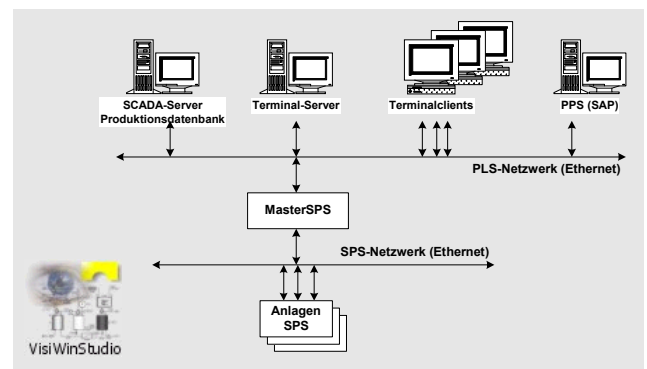 SCADA-Server
Produktionsdatenbank
Terminal-Server
Terminalclients
PPS (SAP)
PLS-Netzwerk (Ethernet)
MasterSPS
SPS-Netzwerk (Ethernet)
Anlagen
SPS
VisiWinStudio